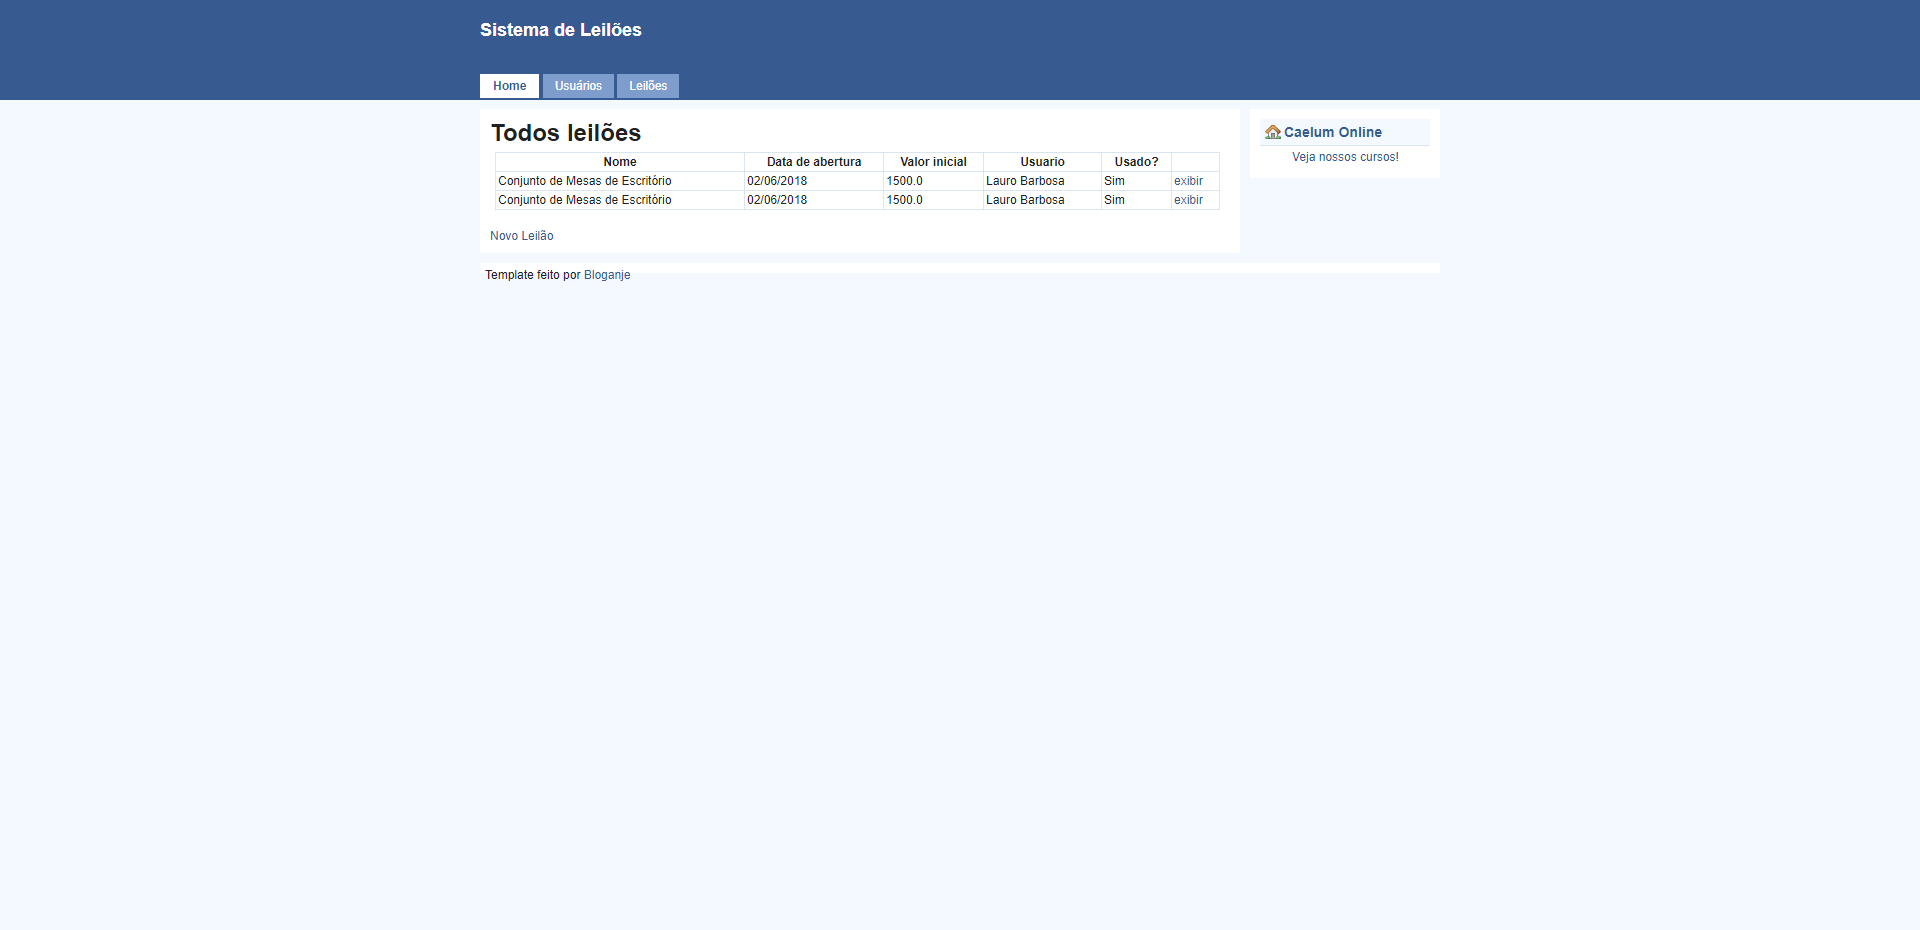 Sistema de Leilões
Home Usuários Leilões
Todos leilões
Nome Data de abertura Valor inicial Usuario Usado?
Conjunto de Mesas de Escritório 02/06/2018 1500.0 Lauro Barbosa Sim exibir
Conjunto de Mesas de Escritório 02/06/2018 1500.0 Lauro Barbosa Sim exibir
Novo Leilão
Caelum Online
Veja nossos cursos!
Template feito por Bloganje